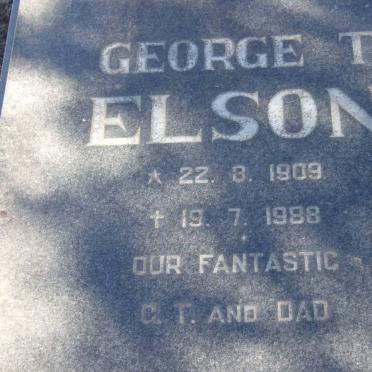 GEORGE T
ELSON
* 22. 8. 1909
† 19. 7. 1988
OUR FANTASTIC
G. T. AND DAD